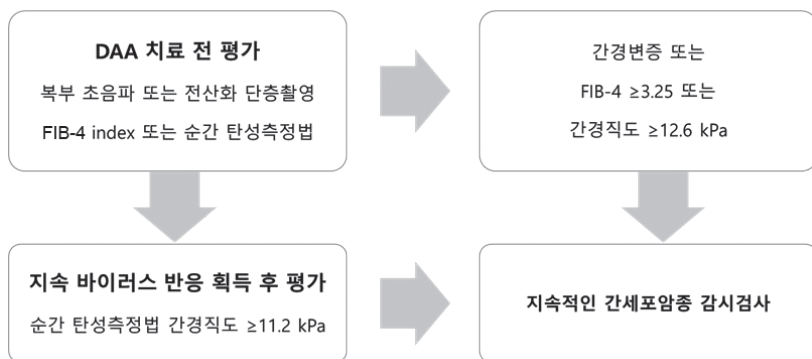 DAA 치료 전 평가
복부 초음파 또는 전산화 단층촬영
FIB-4 index 또는 순간 탄성측정법
간경변증 또는
FIB-4 ≥3.25 또는
간경직도 ≥12.6 kPa
지속 바이러스 반응 획득 후 평가
순간 탄성측정법 간경직도 ≥11.2 kPa
지속적인 간세포암종 감시검사